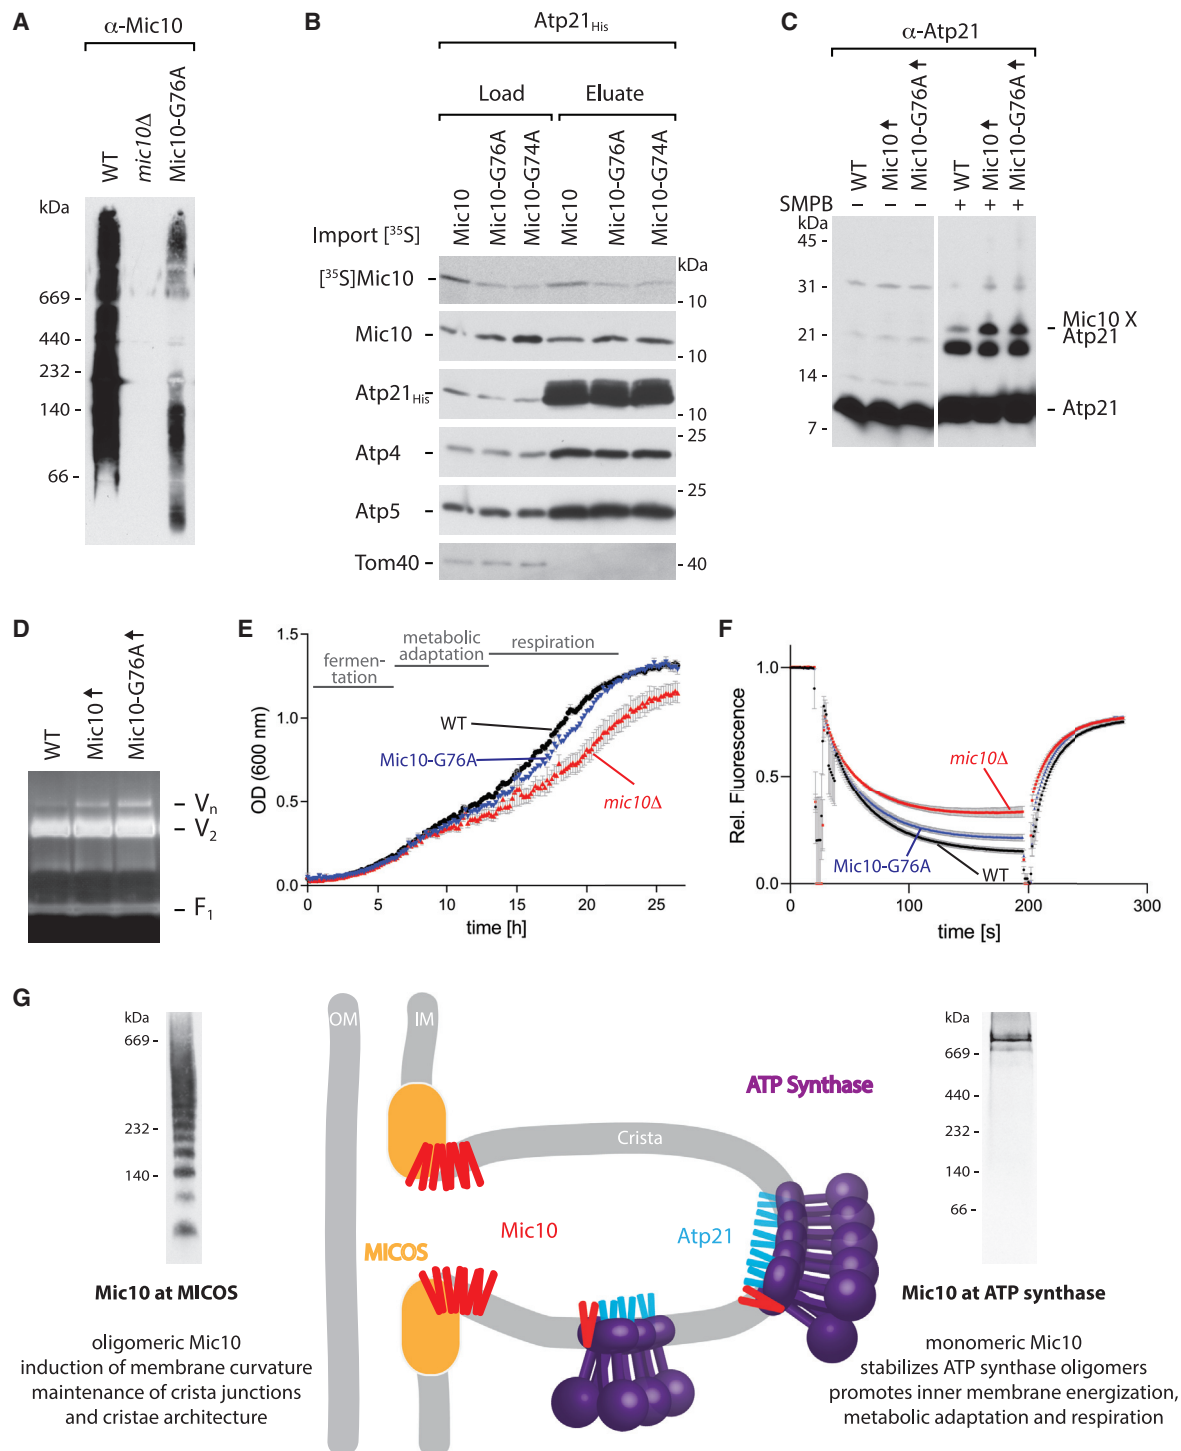 A
α-Mic10
WT
mic10Δ
Mic10-G76A
kDa
669
440
232
140
66
B
Atp21His
Load
Eluate
Import [35S]
Mic10
Mic10-G76A
Mic10-G74A
Mic10
Mic10-G76A
Mic10-G74A
kDa
[35S]Mic10
10
Mic10
10
Atp21His
10
Atp4
25
Atp5
25
Tom40
40
C
α-Atp21
WT
Mic10↑
Mic10-G76A↑
WT
Mic10↑
Mic10-G76A↑
SMPB – – – + + +
kDa
45
31
21
14
7
Mic10 X
Atp21
Atp21
D
WT
Mic10↑
Mic10-G76A↑
Vn
V2
F1
E
OD (600 nm)
1.5
1.0
0.5
0.0
0 5 10 15 20 25
time [h]
fermen-
tation
metabolic
adaptation
respiration
WT
Mic10-G76A
mic10Δ
F
Rel. Fluorescence
1.0
0.5
0.0
0 100 200 300
time [s]
mic10Δ
Mic10-G76A
WT
G
kDa
669
232
140
Mic10 at MICOS
oligomeric Mic10
induction of membrane curvature
maintenance of crista junctions
and cristae architecture
OM
IM
Crista
ATP Synthase
Mic10
Atp21
MICOS
kDa
669
440
232
140
66
Mic10 at ATP synthase
monomeric Mic10
stabilizes ATP synthase oligomers
promotes inner membrane energization,
metabolic adaptation and respiration